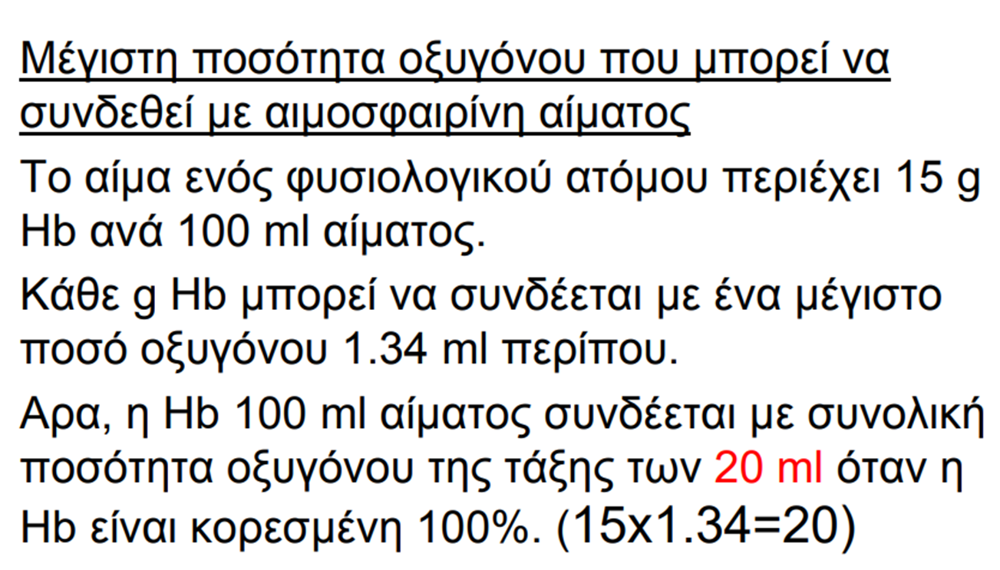 Μέγιστη ποσότητα οξυγόνου που μπορεί να
συνδεθεί με αιμοσφαιρίνη αίματος
Το αίμα ενός φυσιολογικού ατόμου περιέχει 15 g
Hb ανά 100 ml αίματος.
Κάθε g Hb μπορεί να συνδέεται με ένα μέγιστο
ποσό οξυγόνου 1.34 ml περίπου.
Αρα, η Hb 100 ml αίματος συνδέεται με συνολική
ποσότητα οξυγόνου της τάξης των 20 ml όταν η
Hb είναι κορεσμένη 100%. (15x1.34=20)